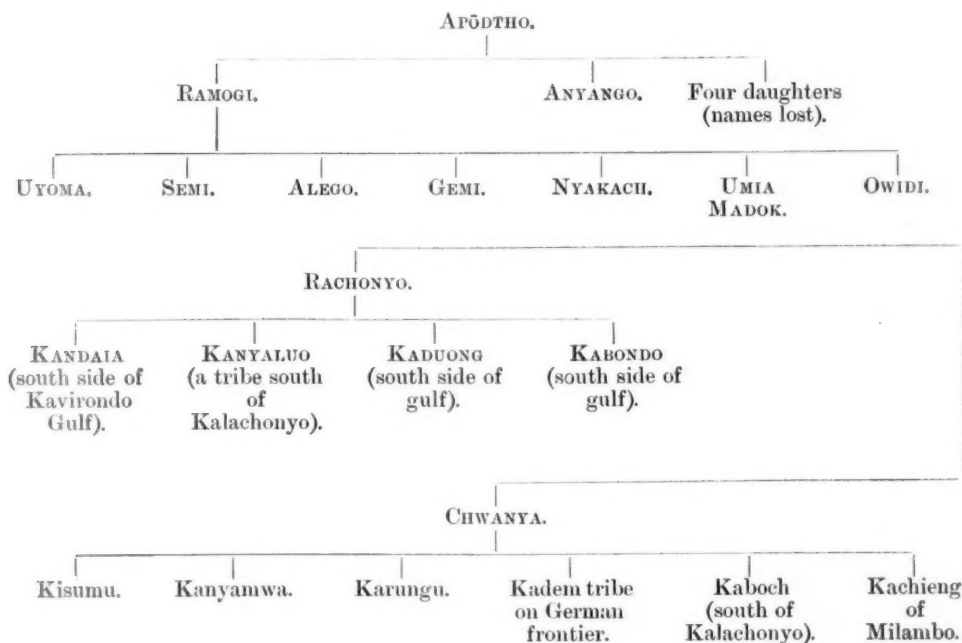 APŌDTHO.
RAMOGI. ANYANGO. Four daughters
(names lost).
UYOMA. SEMI. ALEGO. GEMI. NYAKACH. UMIA OWIDI.
MADOK.
RACHONYO.
KANDAIA KANYALUO KADUONG KABONDO
(south side of (a tribe south (south side of (south side of
Kavirondo of gulf). gulf).
Gulf). Kalachonyo).
CHWANYA.
Kisumu. Kanyamwa. Karungu. Kadem tribe Kaboch Kachieng
on German (south of of
frontier. Kalachonyo). Milambo.